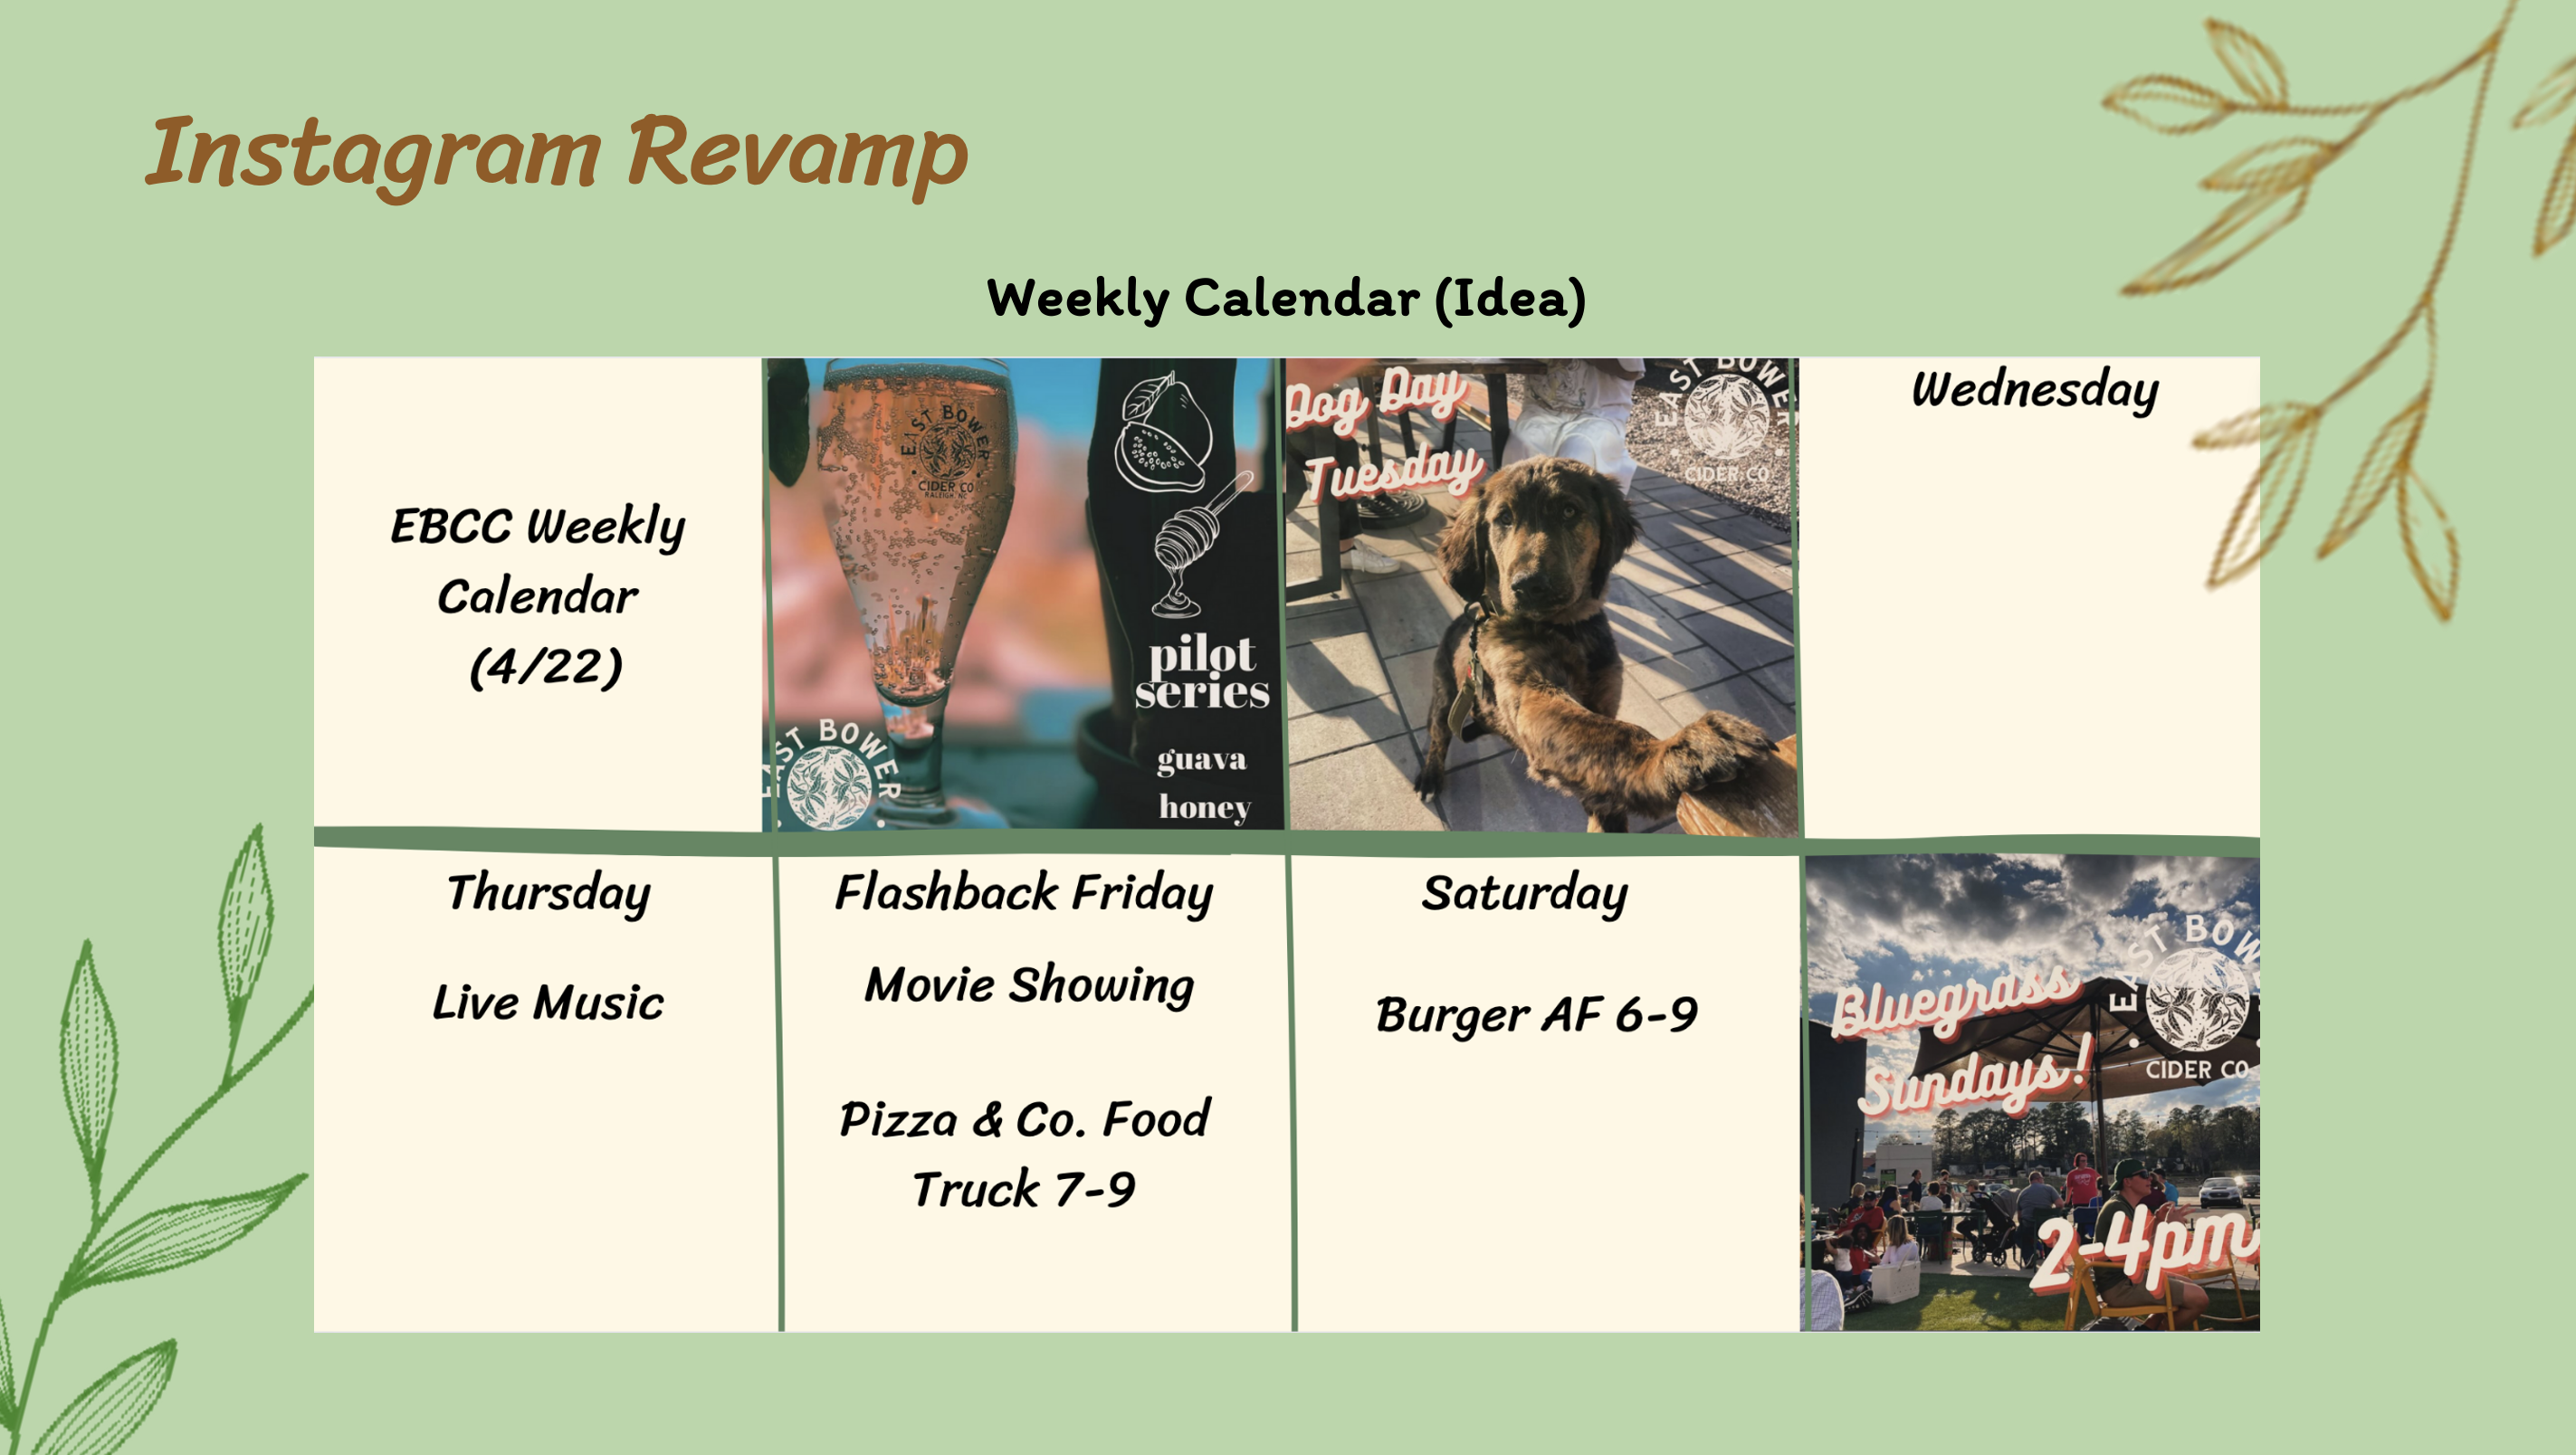 Instagram Revamp
Weekly Calendar (Idea)
EBCC Weekly
Calendar
(4/22)
EAST BOWER
CIDER CO
RALEIGH, NC
pilot
series
guava
honey
EAST BOWER
Dog Day
Tuesday
EAST BOWER
CIDER CO
Wednesday
Thursday
Live Music
Flashback Friday
Movie Showing
Pizza & Co. Food
Truck 7-9
Saturday
Burger AF 6-9
Bluegrass
Sundays!
EAST BOW
CIDER CO
2-4pm